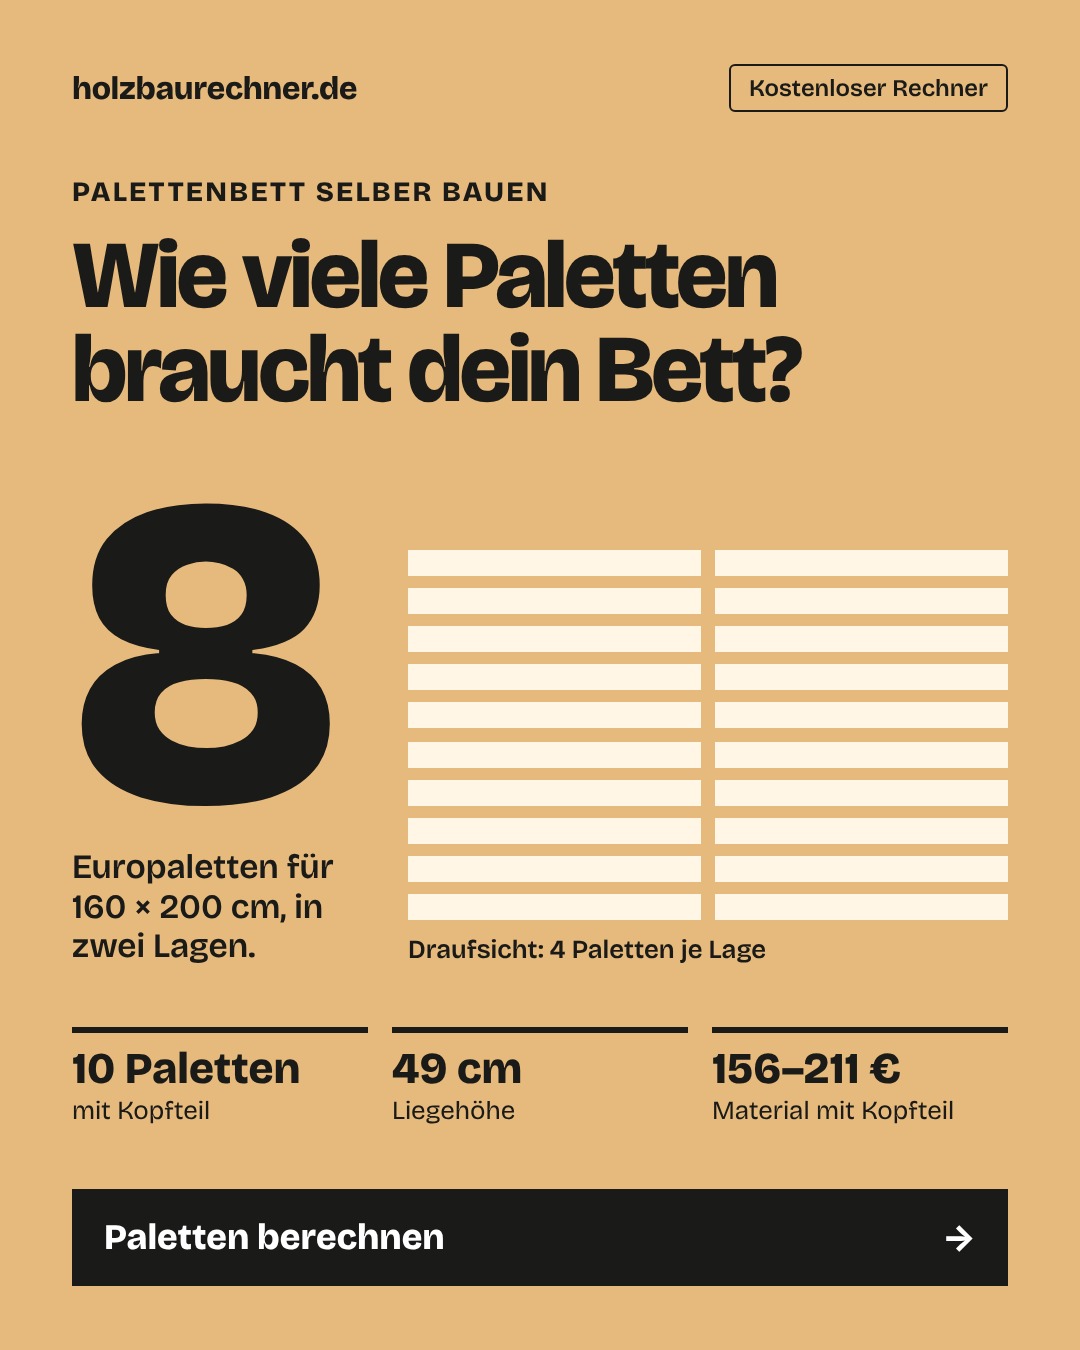 holzbaurechner.de
Kostenloser Rechner
PALETTENBETT SELBER BAUEN
Wie viele Paletten
braucht dein Bett?
8
Europaletten für
160 × 200 cm, in
zwei Lagen.
Draufsicht: 4 Paletten je Lage
10 Paletten
mit Kopfteil
49 cm
Liegehöhe
156–211 €
Material mit Kopfteil
Paletten berechnen →